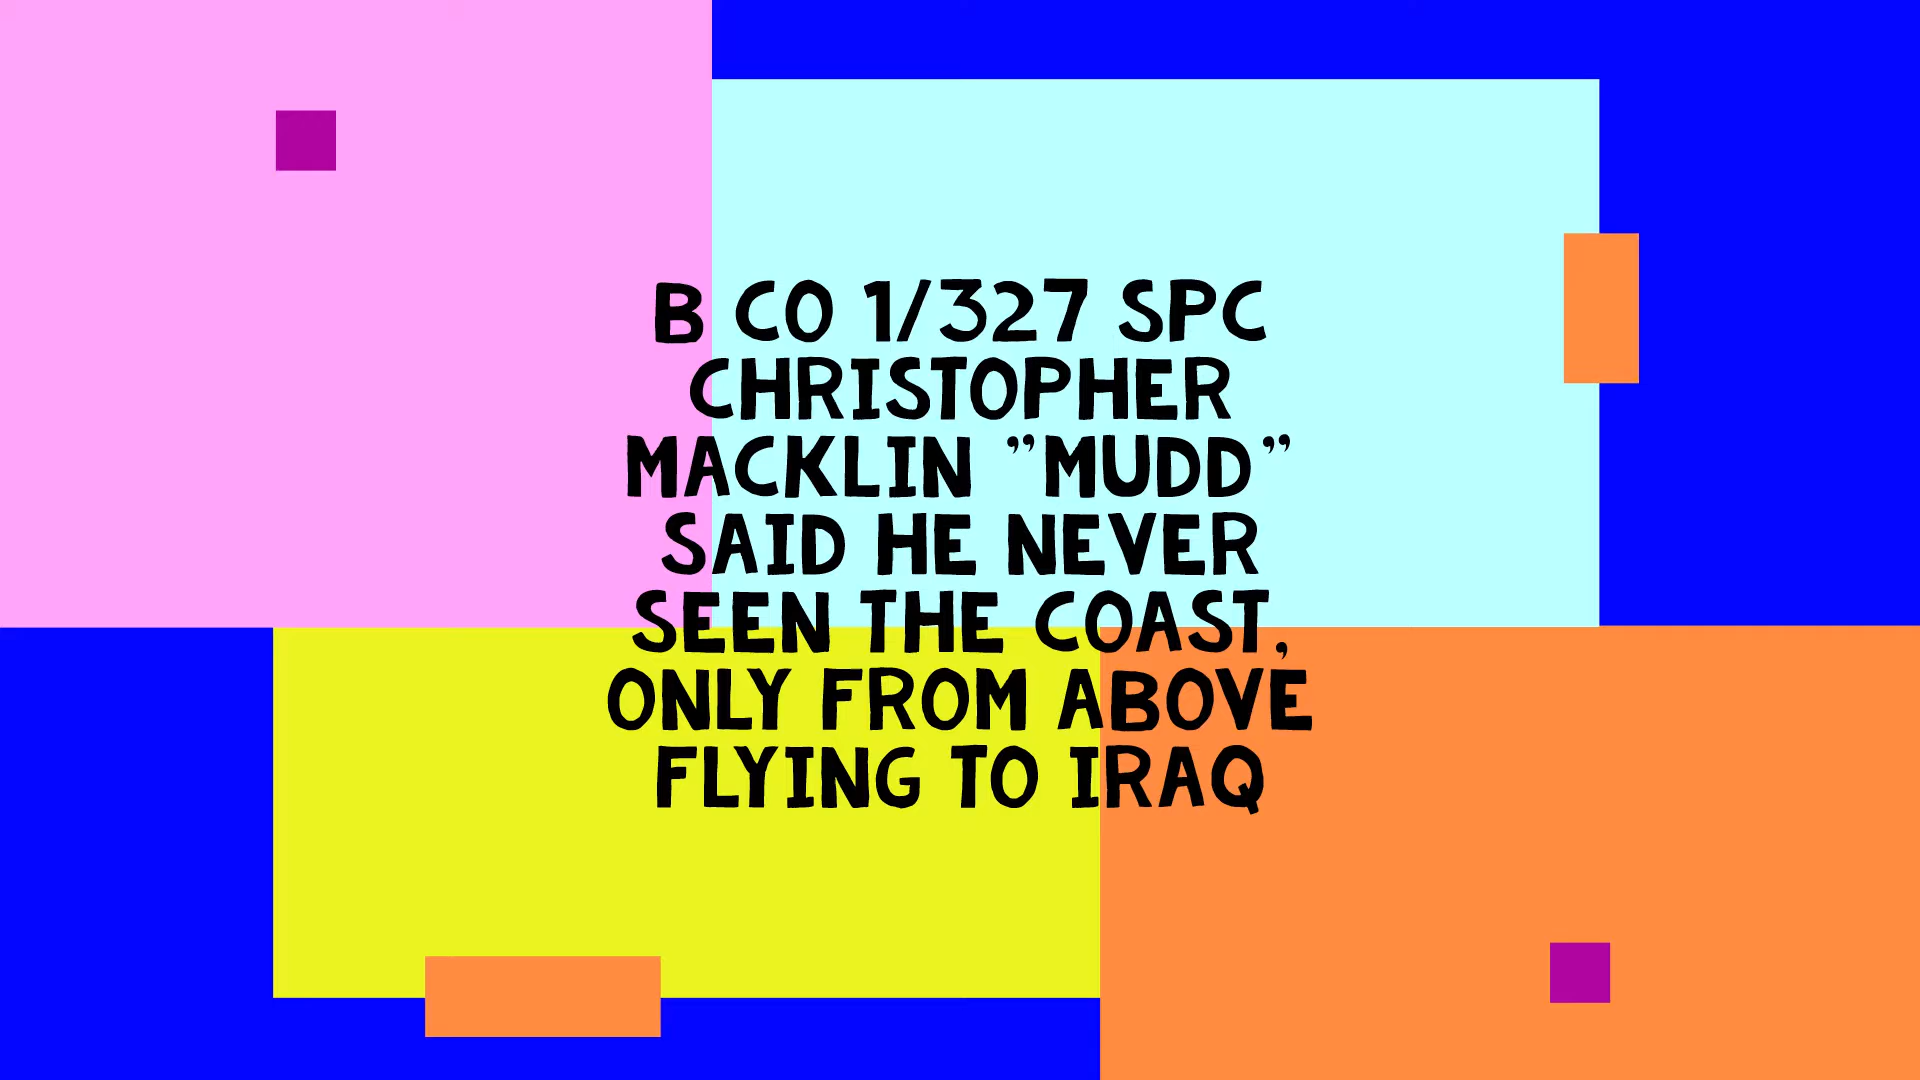 B CO 1/327 SPC
CHRISTOPHER
MACKLIN "MUDD"
SAID HE NEVER
SEEN THE COAST,
ONLY FROM ABOVE
FLYING TO IRAQ